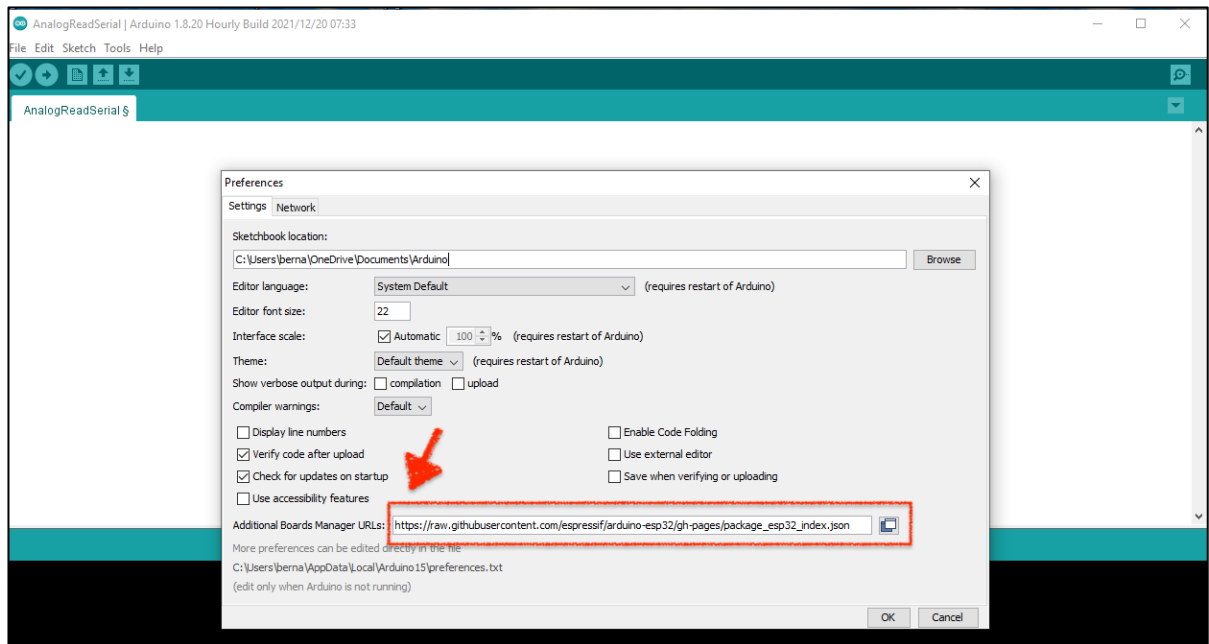 AnalogReadSerial | Arduino 1.8.20 Hourly Build 2021/12/20 07:33
File Edit Sketch Tools Help
AnalogReadSerial §
Preferences
Settings Network
Sketchbook location:
C:\Users\berna\OneDrive\Documents\Arduino Browse
Editor language: System Default (requires restart of Arduino)
Editor font size: 22
Interface scale: Automatic 100 % (requires restart of Arduino)
Theme: Default theme (requires restart of Arduino)
Show verbose output during: compilation upload
Compiler warnings: Default
Display line numbers Enable Code Folding
Verify code after upload Use external editor
Check for updates on startup Save when verifying or uploading
Use accessibility features
Additional Boards Manager URLs: https://raw.githubusercontent.com/espressif/arduino-esp32/gh-pages/package_esp32_index.json
More preferences can be edited directly in the file
C:\Users\berna\AppData\Local\Arduino15\preferences.txt
(edit only when Arduino is not running)
OK Cancel